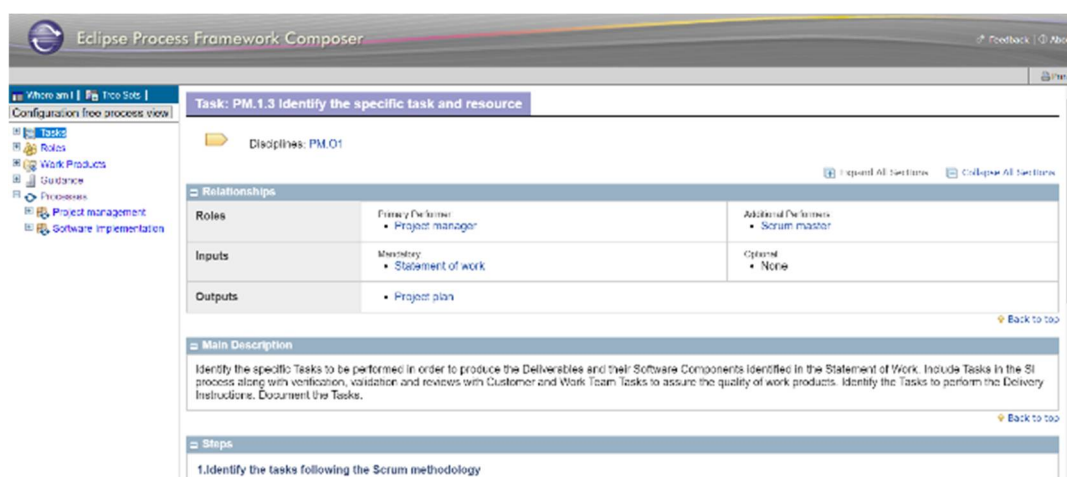 Eclipse Process Framework Composer
Feedback | Abo
Prin
Where am I | Tree Sets |
Configuration free process view
Tasks
Roles
Work Products
Guidance
Processes
Project management
Software Implementation
Task: PM.1.3 Identify the specific task and resource
Disciplines: PM.O1
Expand All Sections Collapse All Sections
Relationships
Roles
Primary Performer
• Project manager
Additional Performers
• Scrum master
Inputs
Mandatory
• Statement of work
Optional
• None
Outputs
• Project plan
Back to top
Main Description
Identify the specific Tasks to be performed in order to produce the Deliverables and their Software Components identified in the Statement of Work. Include Tasks in the SI
process along with verification, validation and reviews with Customer and Work Team Tasks to assure the quality of work products. Identify the Tasks to perform the Delivery
Instructions. Document the Tasks.
Back to top
Steps
1.Identify the tasks following the Scrum methodology